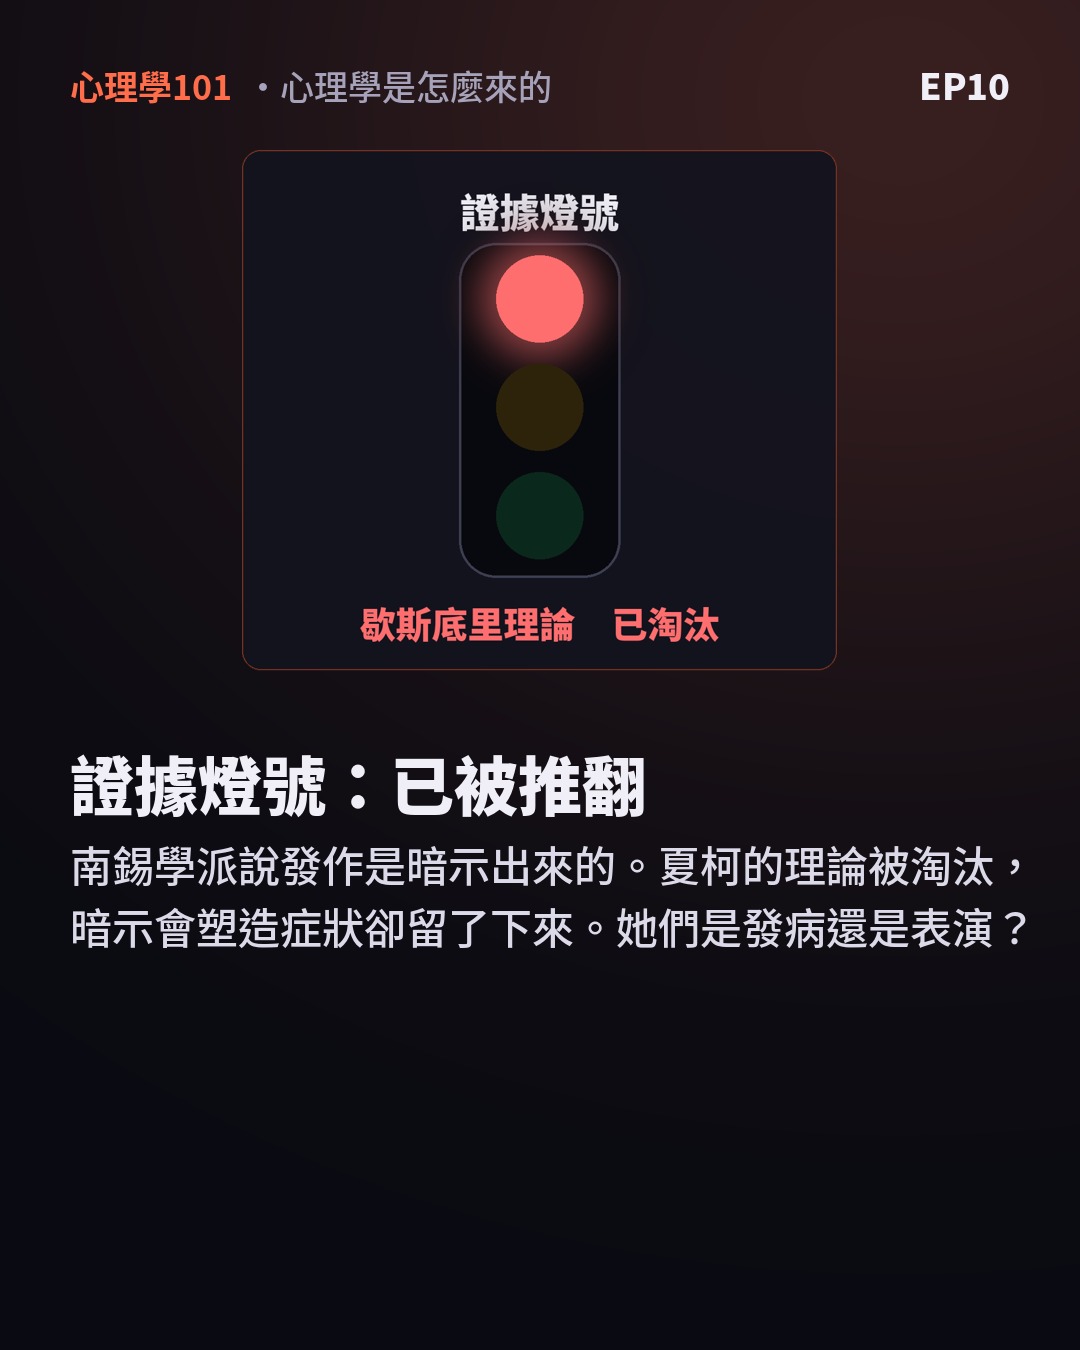 心理學101 ・心理學是怎麼來的
EP10
證據燈號
歇斯底里理論　已淘汰
證據燈號：已被推翻
南錫學派說發作是暗示出來的。夏柯的理論被淘汰，
暗示會塑造症狀卻留了下來。她們是發病還是表演？